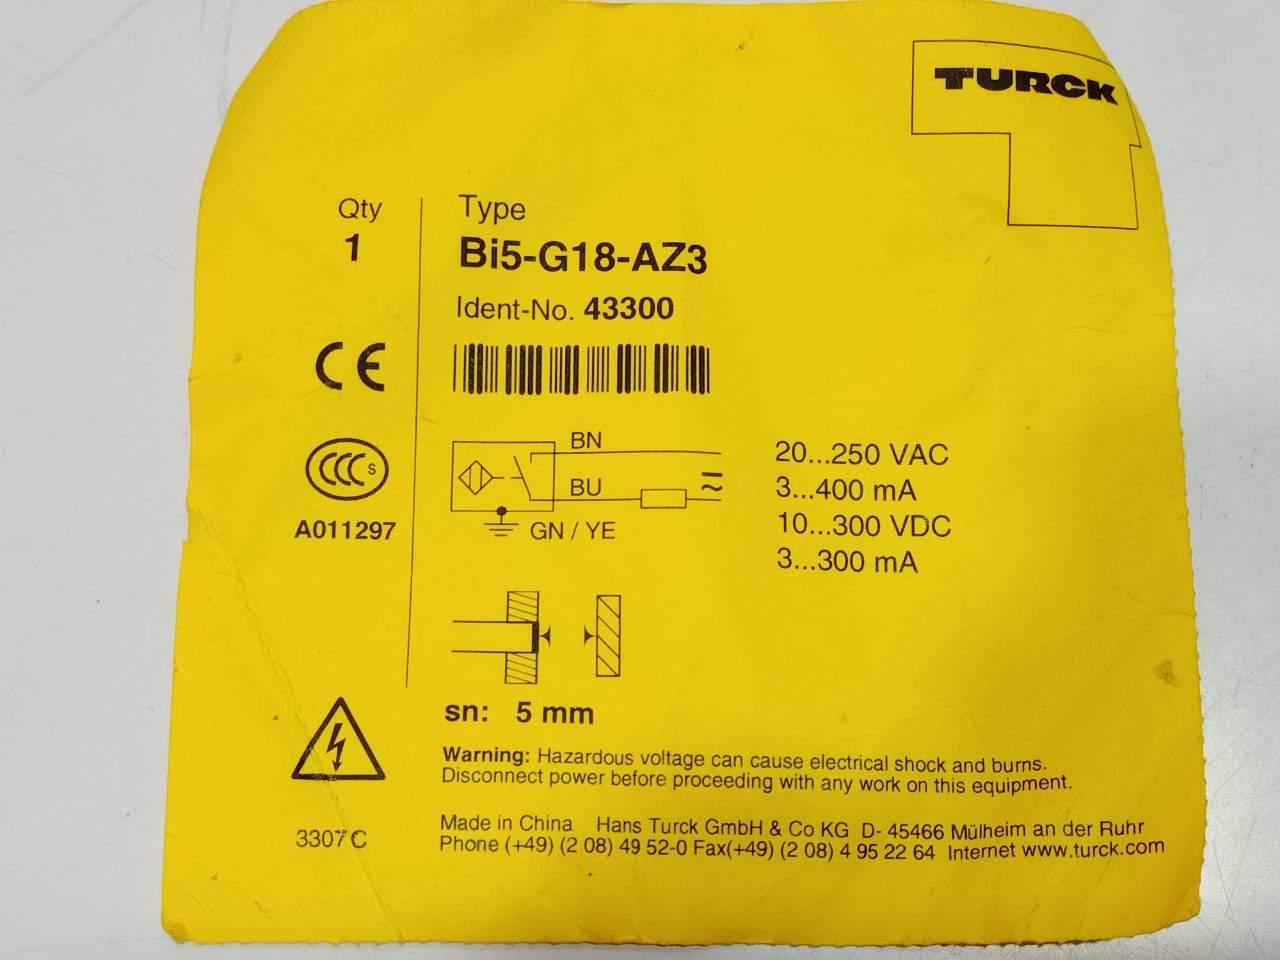 TURCK
Qty
1
Type
Bi5-G18-AZ3
Ident-No. 43300
CE
CCC S
A011297
BN
BU
GN / YE
20...250 VAC
3...400 mA
10...300 VDC
3...300 mA
sn: 5 mm
Warning: Hazardous voltage can cause electrical shock and burns.
Disconnect power before proceeding with any work on this equipment.
3307 C
Made in China Hans Turck GmbH & Co KG D- 45466 Mülheim an der Ruhr
Phone (+49) (2 08) 49 52-0 Fax(+49) (2 08) 4 95 22 64 Internet www.turck.com